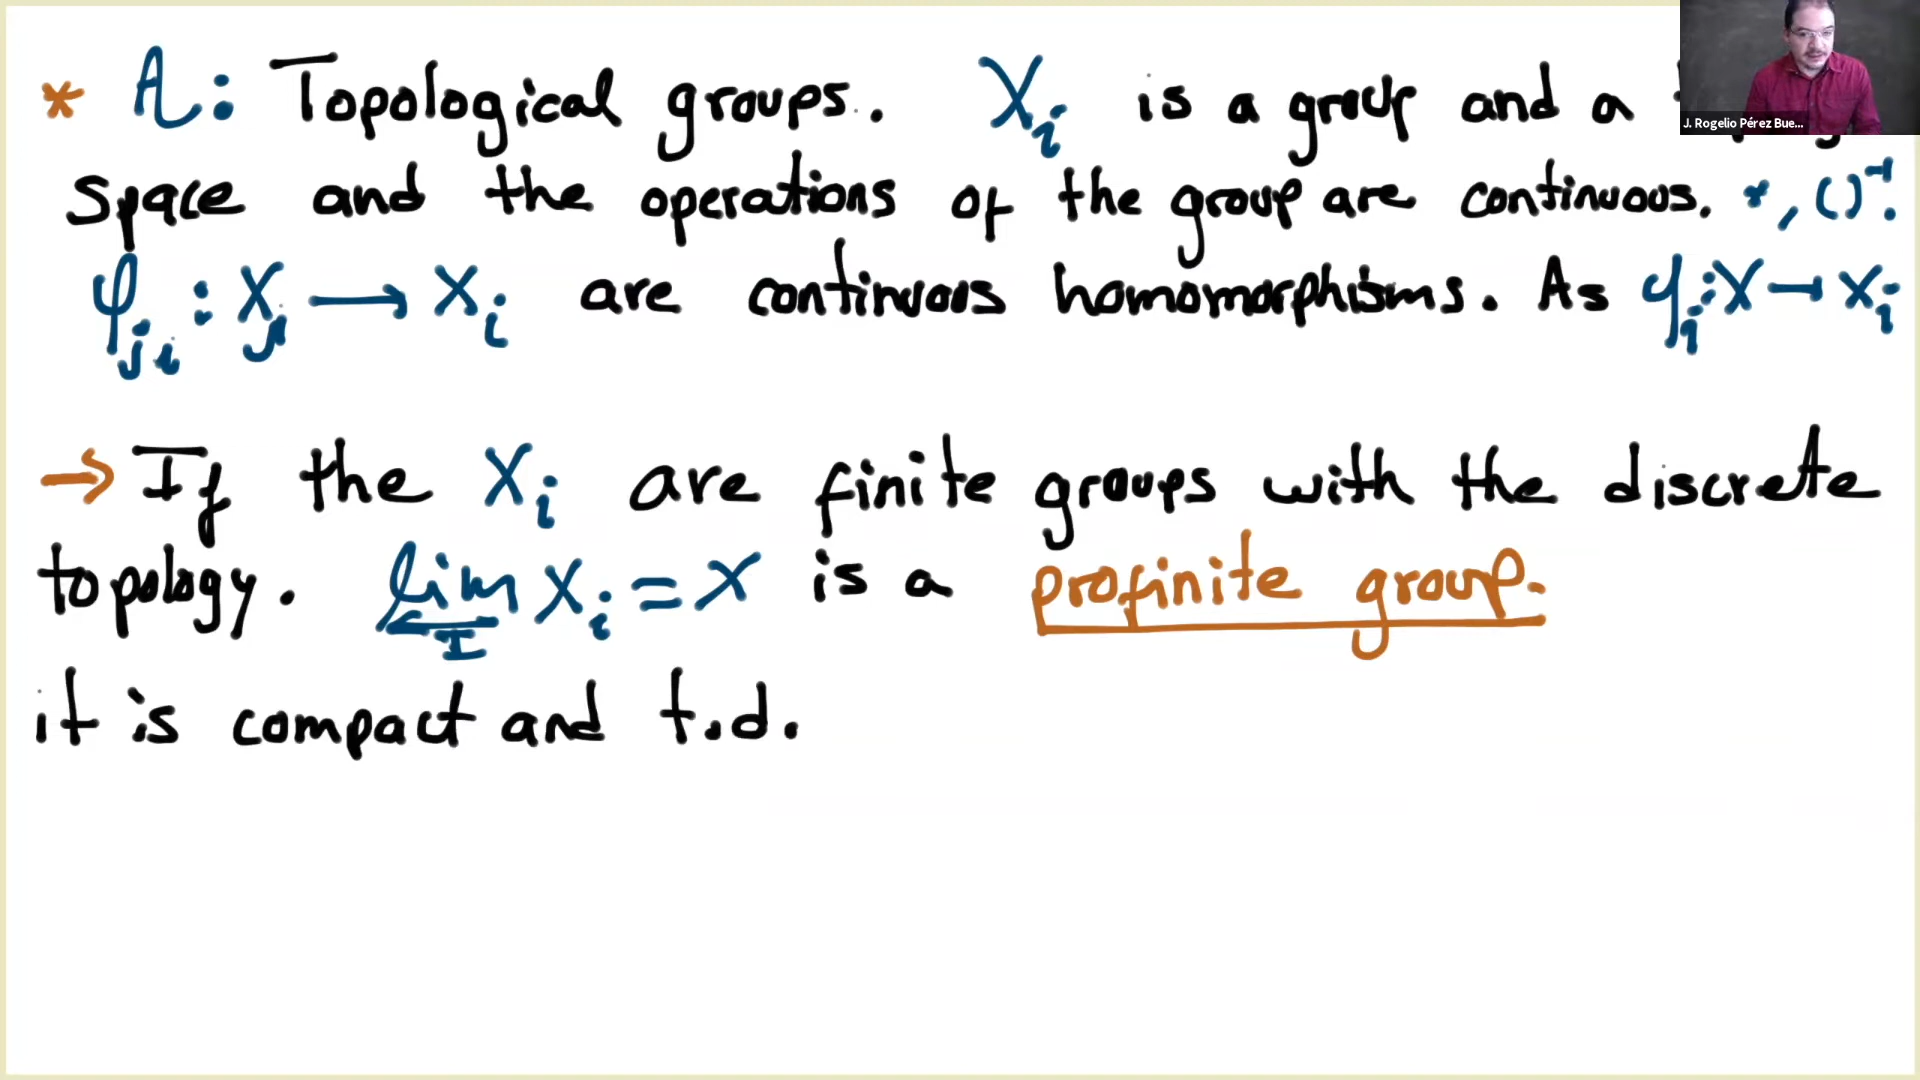 * A: Topological groups. Xᵢ is a group and a
J. Rogelio Pérez Bue...
space and the operations of the group are continuous. *, ()⁻¹.
φⱼᵢ : Xⱼ → Xᵢ are continuous homomorphisms. As φᵢ: X → Xᵢ
→ If the Xᵢ are finite groups with the discrete
topology. lim← I Xᵢ = X is a profinite group.
it is compact and t.d.